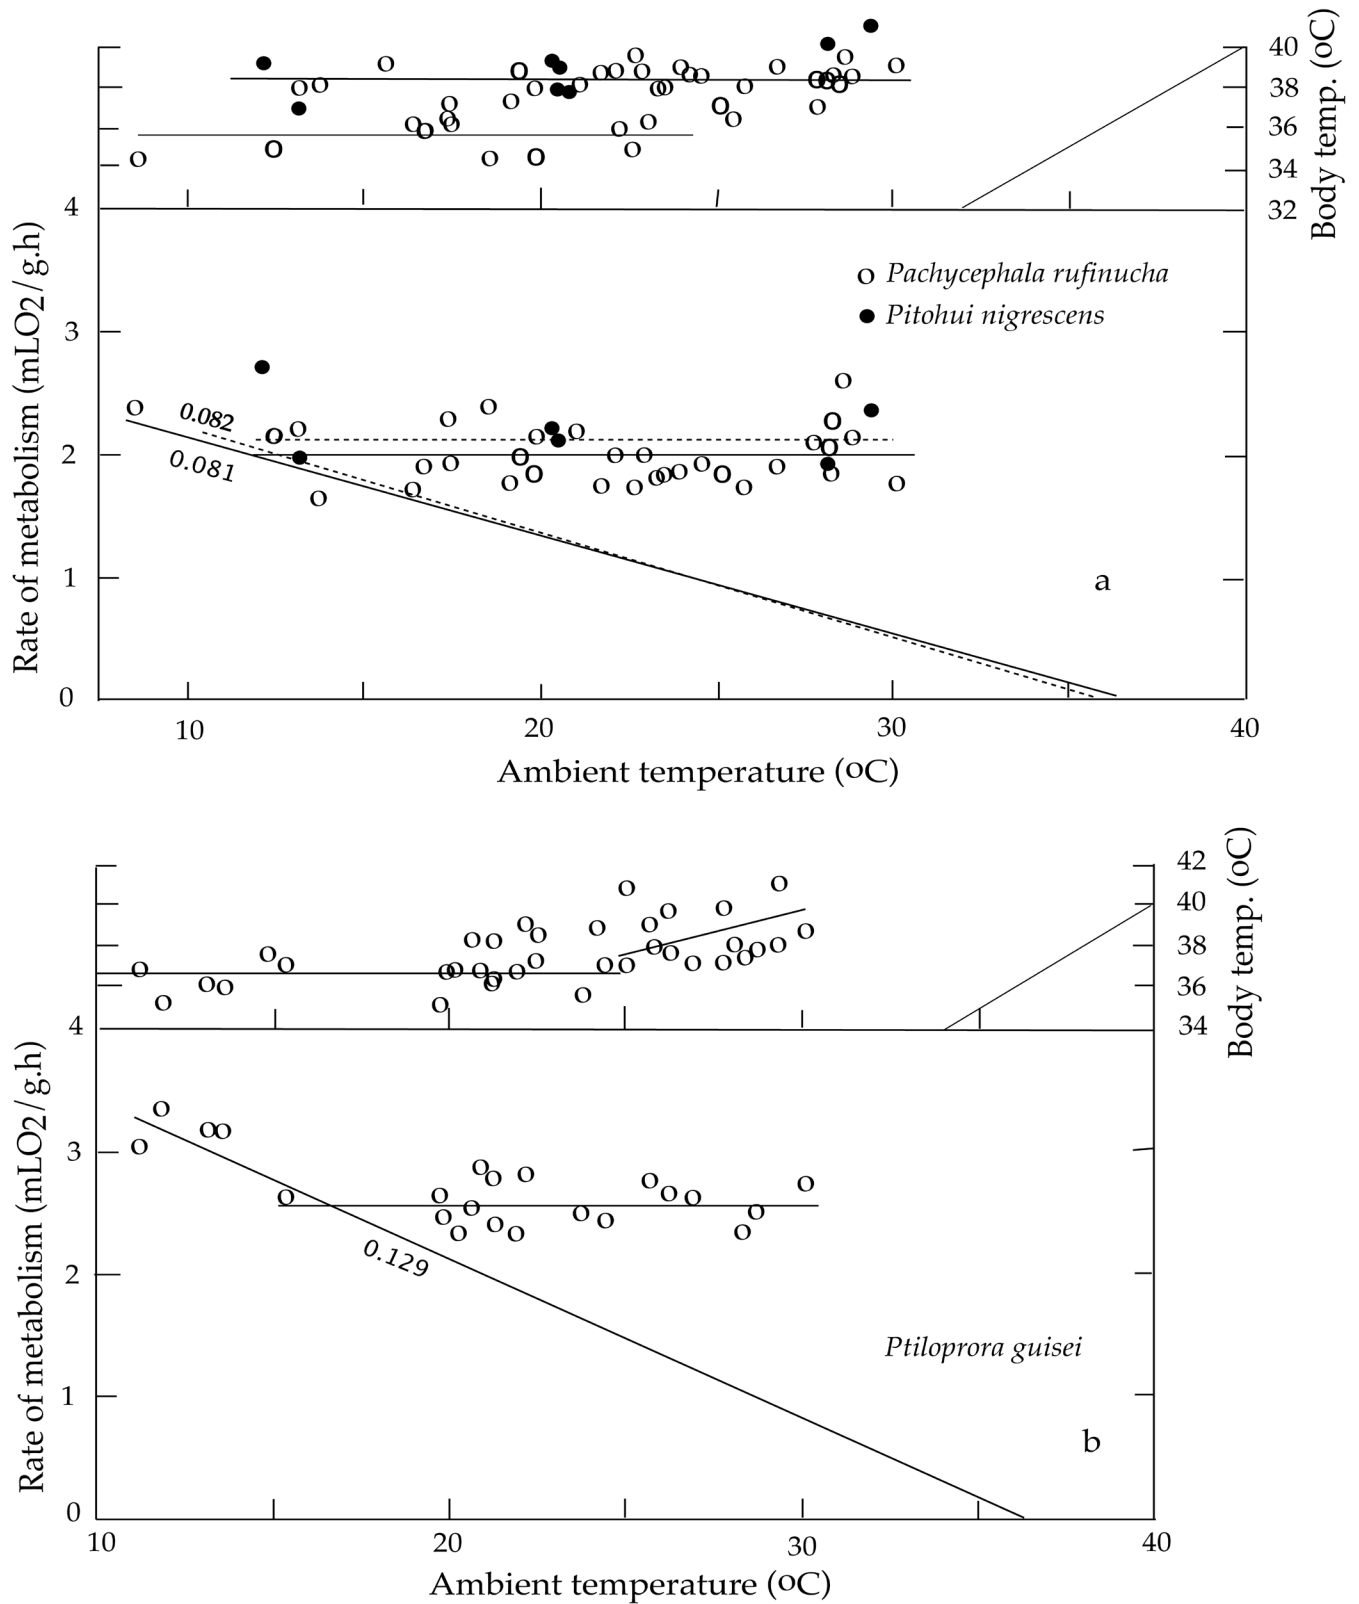 40
38
36
34
32
Body temp. (oC)
4
3
2
1
0
Rate of metabolism (mLO2/g.h)
Pachycephala rufinucha
Pitohui nigrescens
0.082
0.081
a
10
20
30
40
Ambient temperature (oC)
42
40
38
36
34
Body temp. (oC)
4
3
2
1
0
Rate of metabolism (mLO2/g.h)
0.129
Ptiloprora guisei
b
10
20
30
40
Ambient temperature (oC)